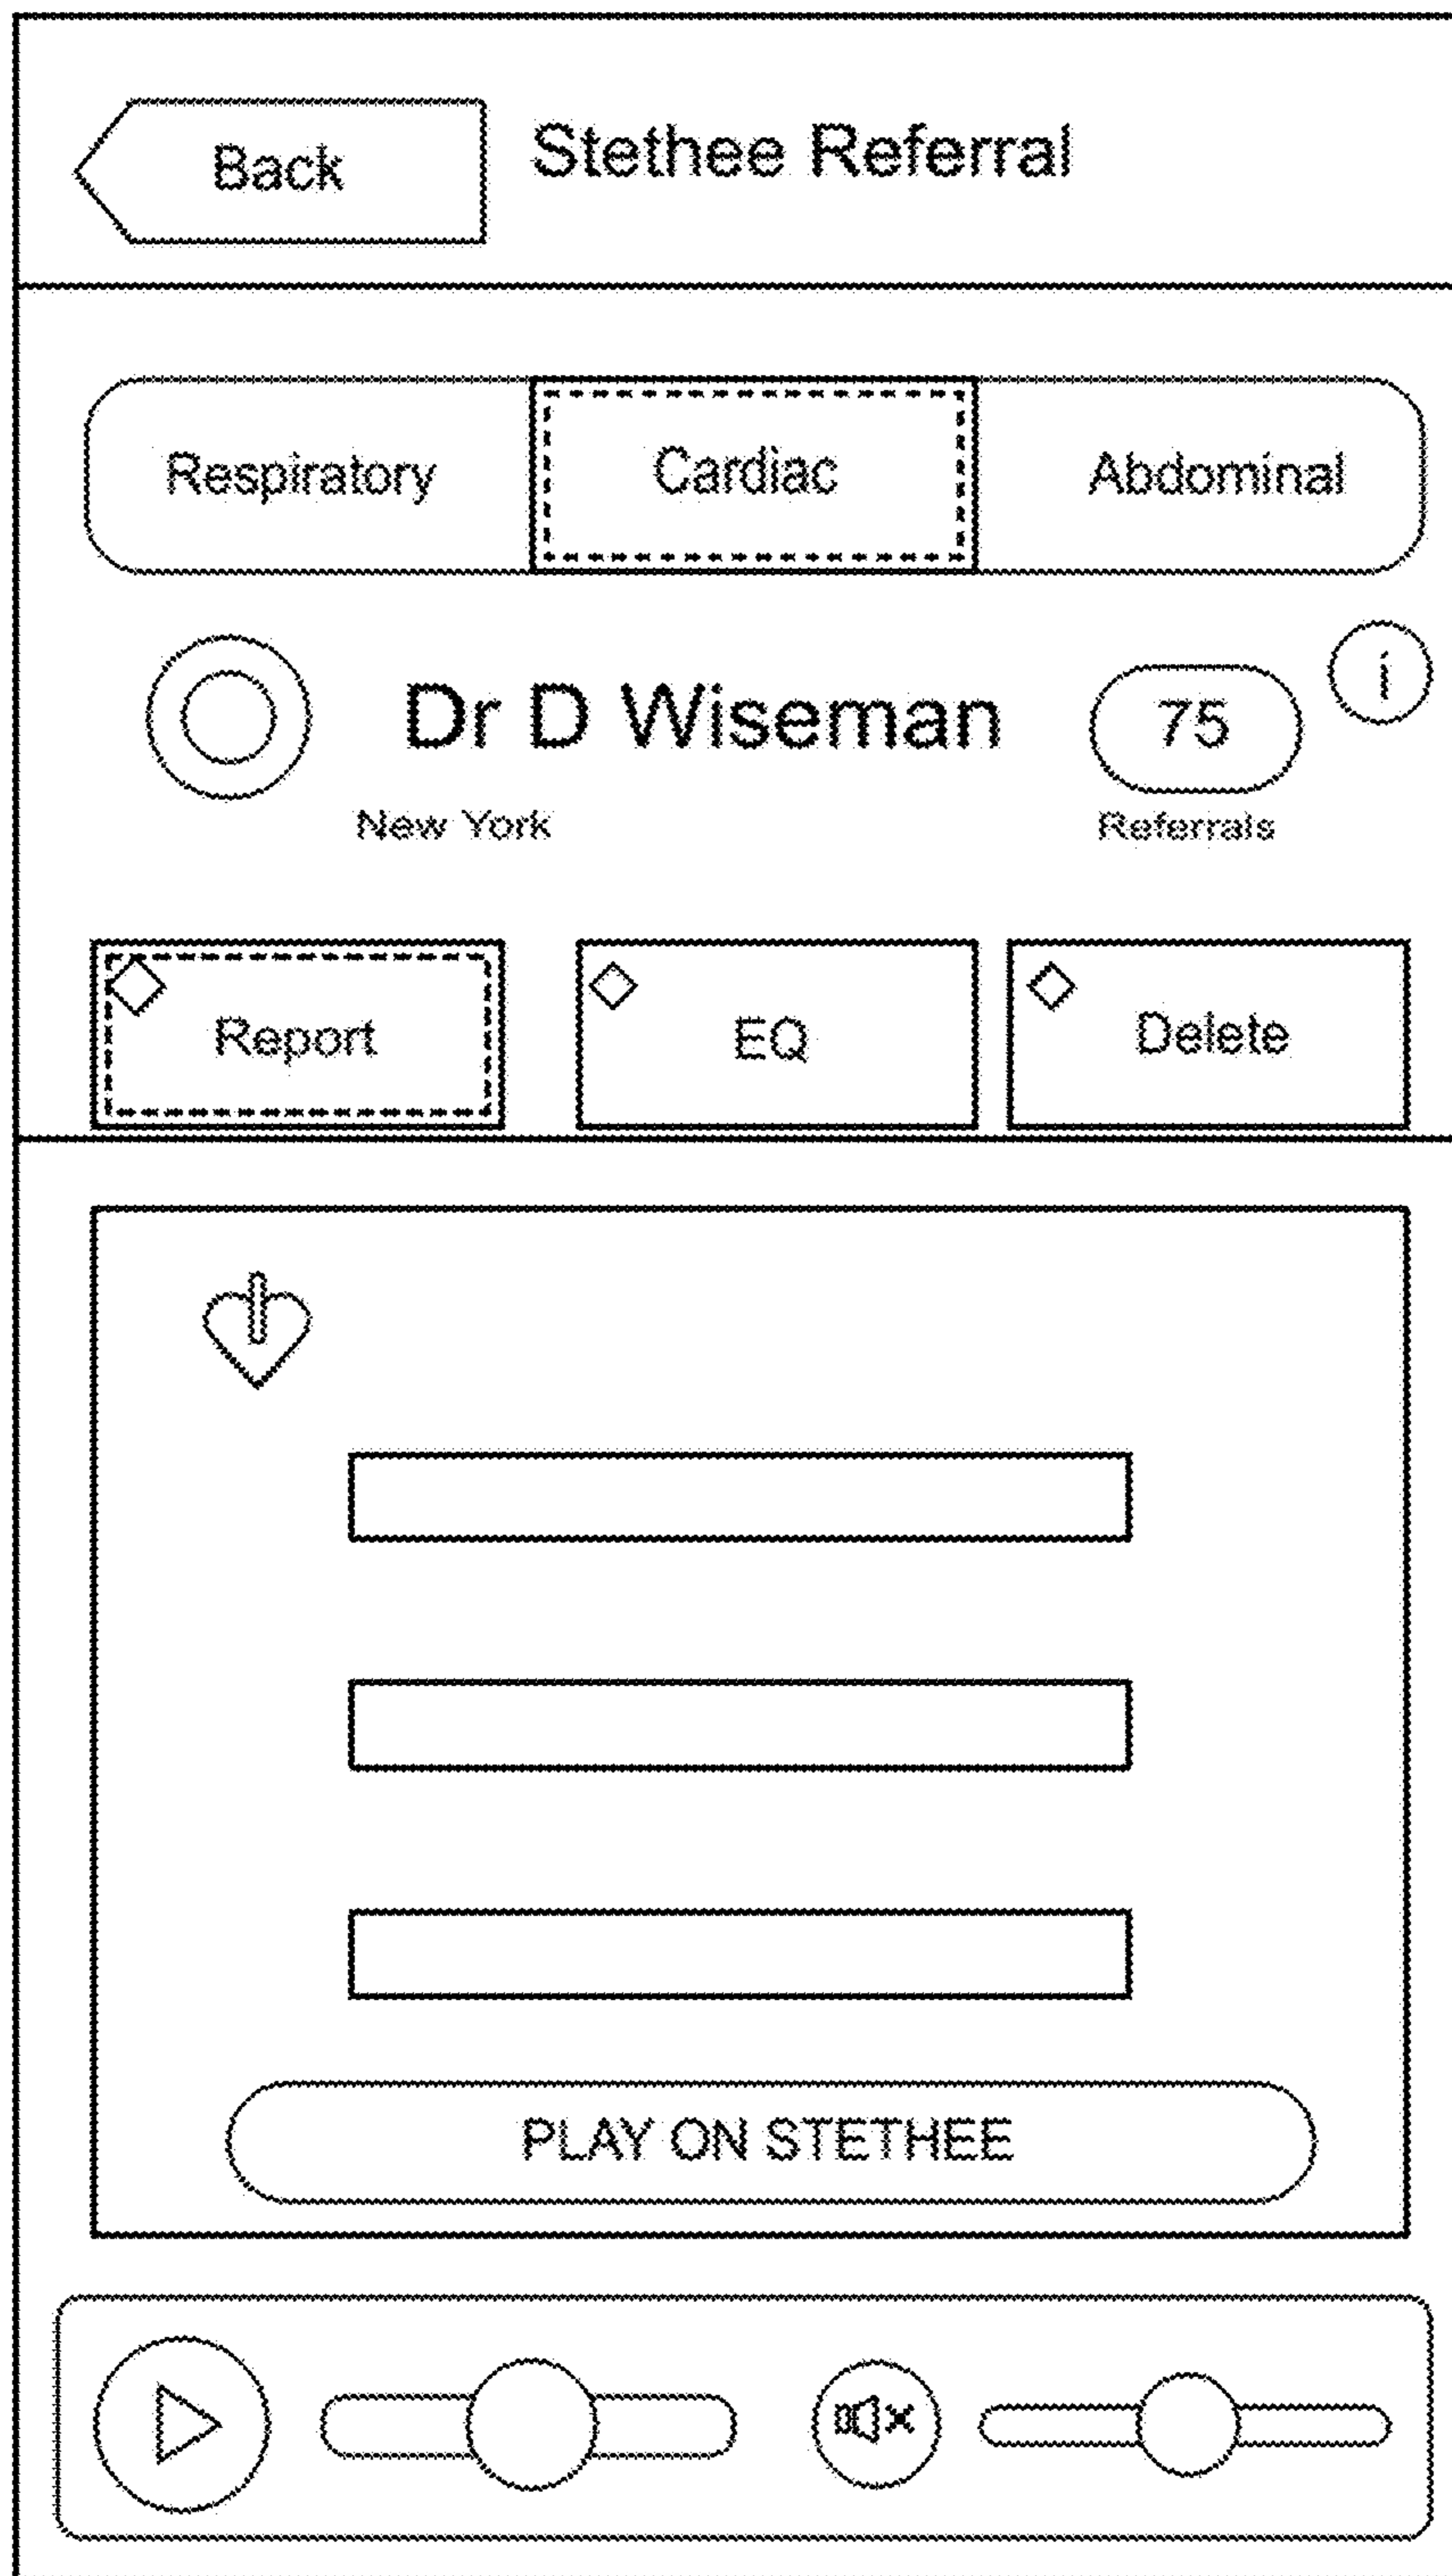 Back
Stethee Referral
Respiratory
Cardiac
Abdominal
Dr D Wiseman
75
i
New York
Referrals
Report
EQ
Delete
PLAY ON STETHEE